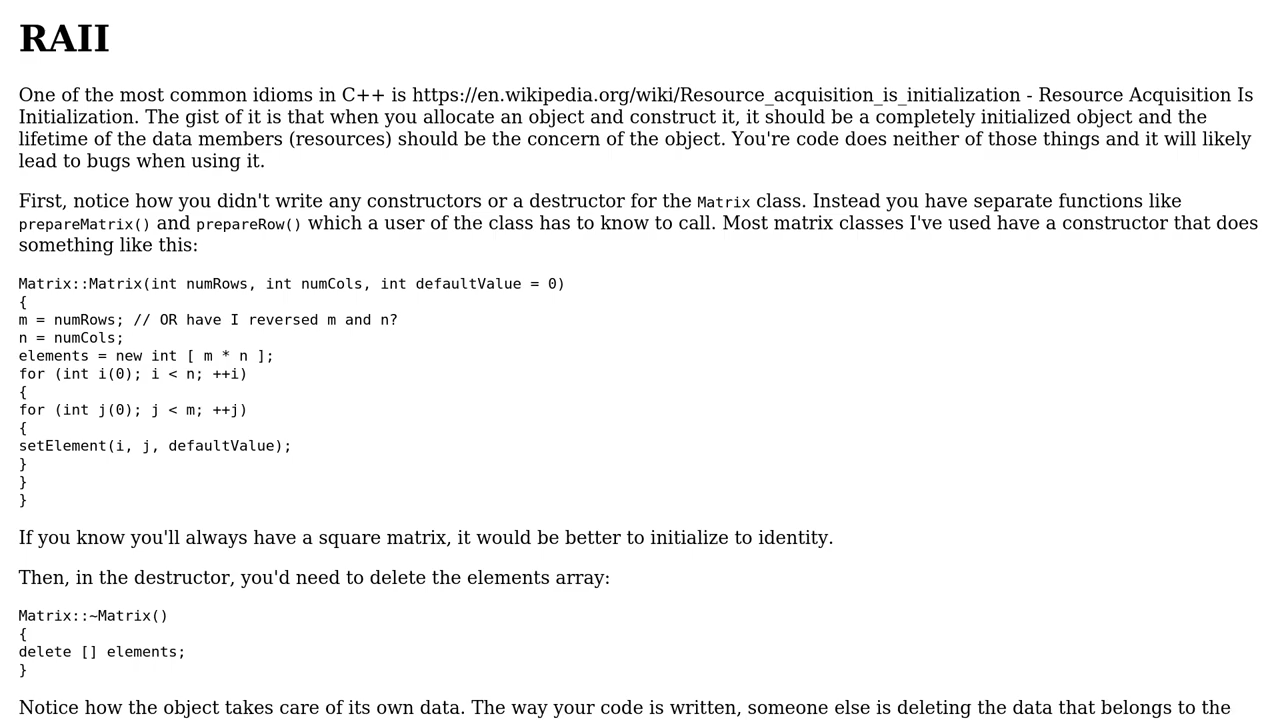 RAII
One of the most common idioms in C++ is https://en.wikipedia.org/wiki/Resource_acquisition_is_initialization - Resource Acquisition Is
Initialization. The gist of it is that when you allocate an object and construct it, it should be a completely initialized object and the
lifetime of the data members (resources) should be the concern of the object. You're code does neither of those things and it will likely
lead to bugs when using it.
First, notice how you didn't write any constructors or a destructor for the Matrix class. Instead you have separate functions like
prepareMatrix() and prepareRow() which a user of the class has to know to call. Most matrix classes I've used have a constructor that does
something like this:
Matrix::Matrix(int numRows, int numCols, int defaultValue = 0)
{
m = numRows; // OR have I reversed m and n?
n = numCols;
elements = new int [ m * n ];
for (int i(0); i < n; ++i)
{
for (int j(0); j < m; ++j)
{
setElement(i, j, defaultValue);
}
}
}
If you know you'll always have a square matrix, it would be better to initialize to identity.
Then, in the destructor, you'd need to delete the elements array:
Matrix::~Matrix()
{
delete [] elements;
}
Notice how the object takes care of its own data. The way your code is written, someone else is deleting the data that belongs to the